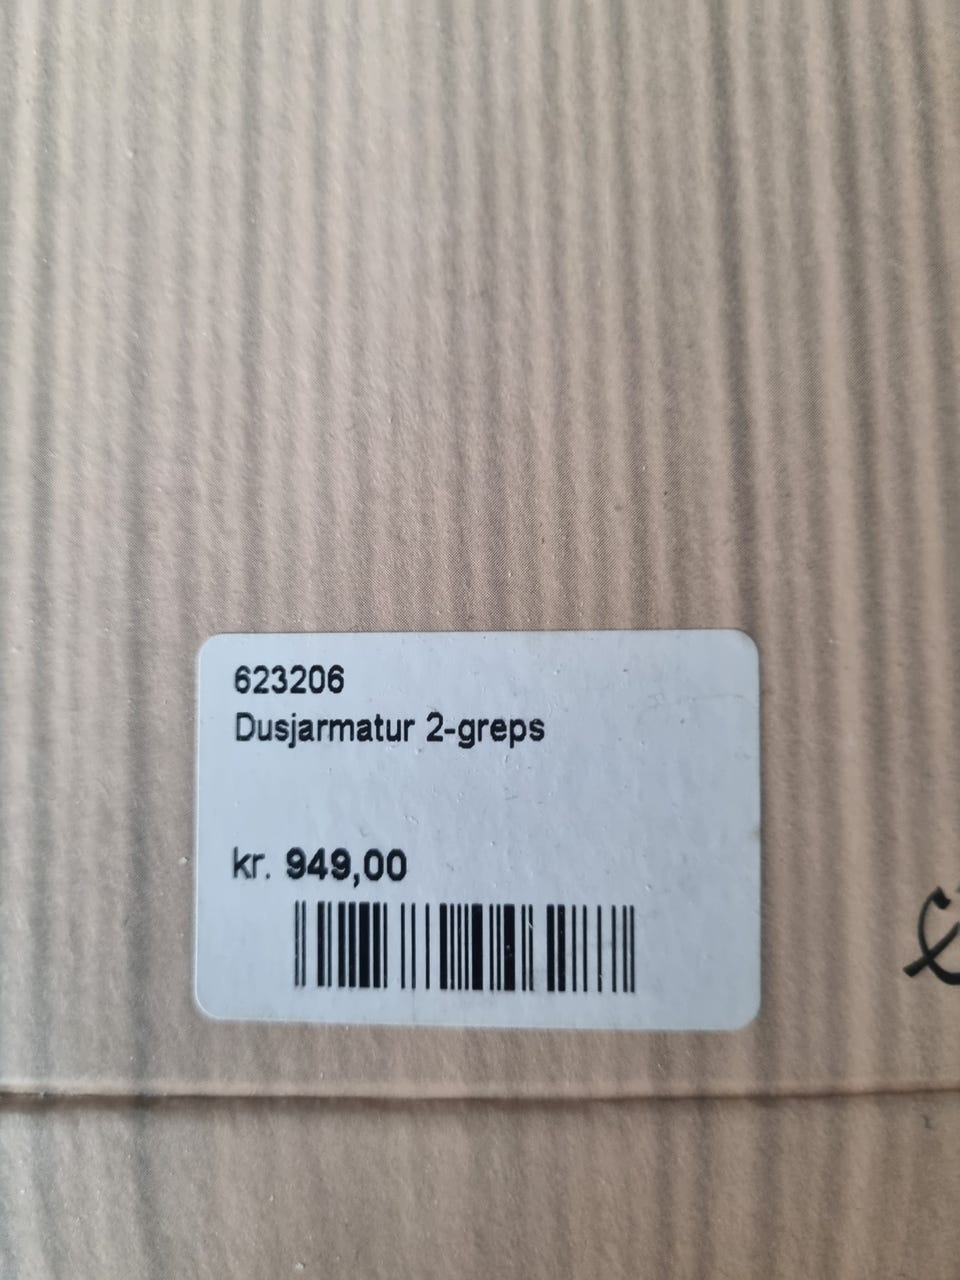 623206
Dusjarmatur 2-greps
kr. 949,00